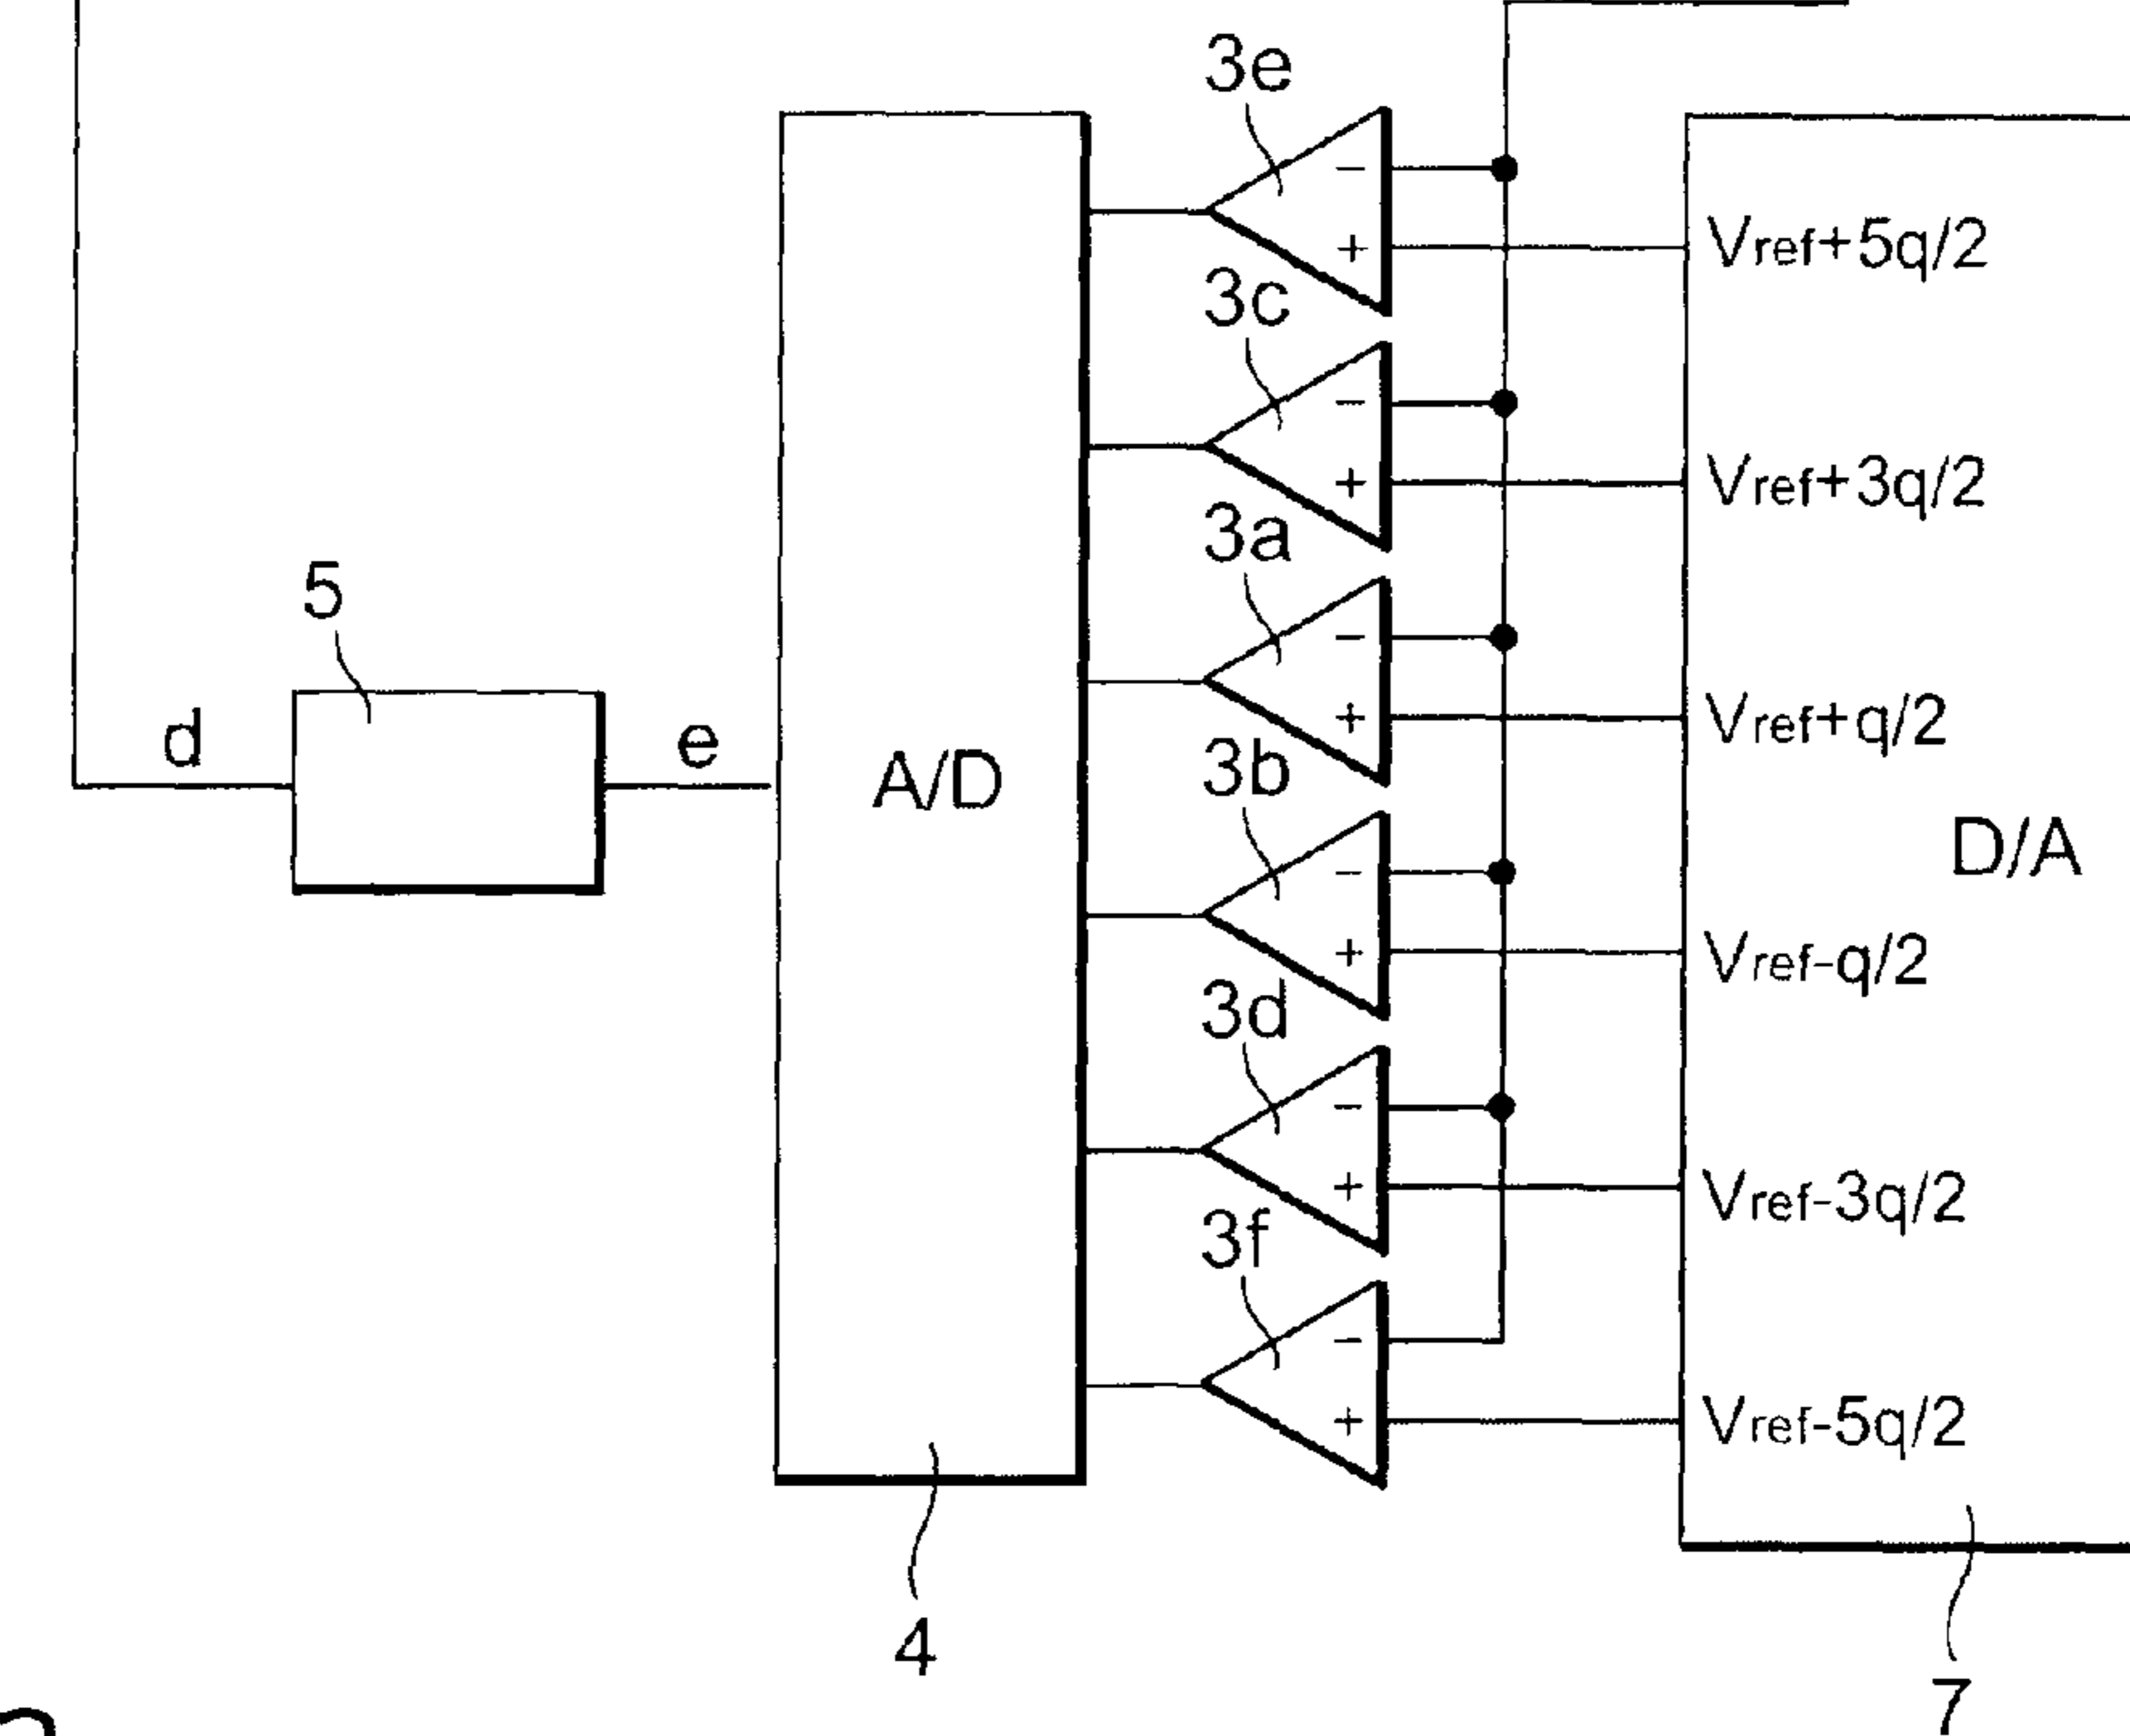 3e
−
+
Vref+5q/2
3c
−
+
Vref+3q/2
3a
−
+
Vref+q/2
5
d
e
A/D
3b
−
+
D/A
Vref-q/2
3d
−
+
Vref-3q/2
3f
−
+
Vref-5q/2
4
7